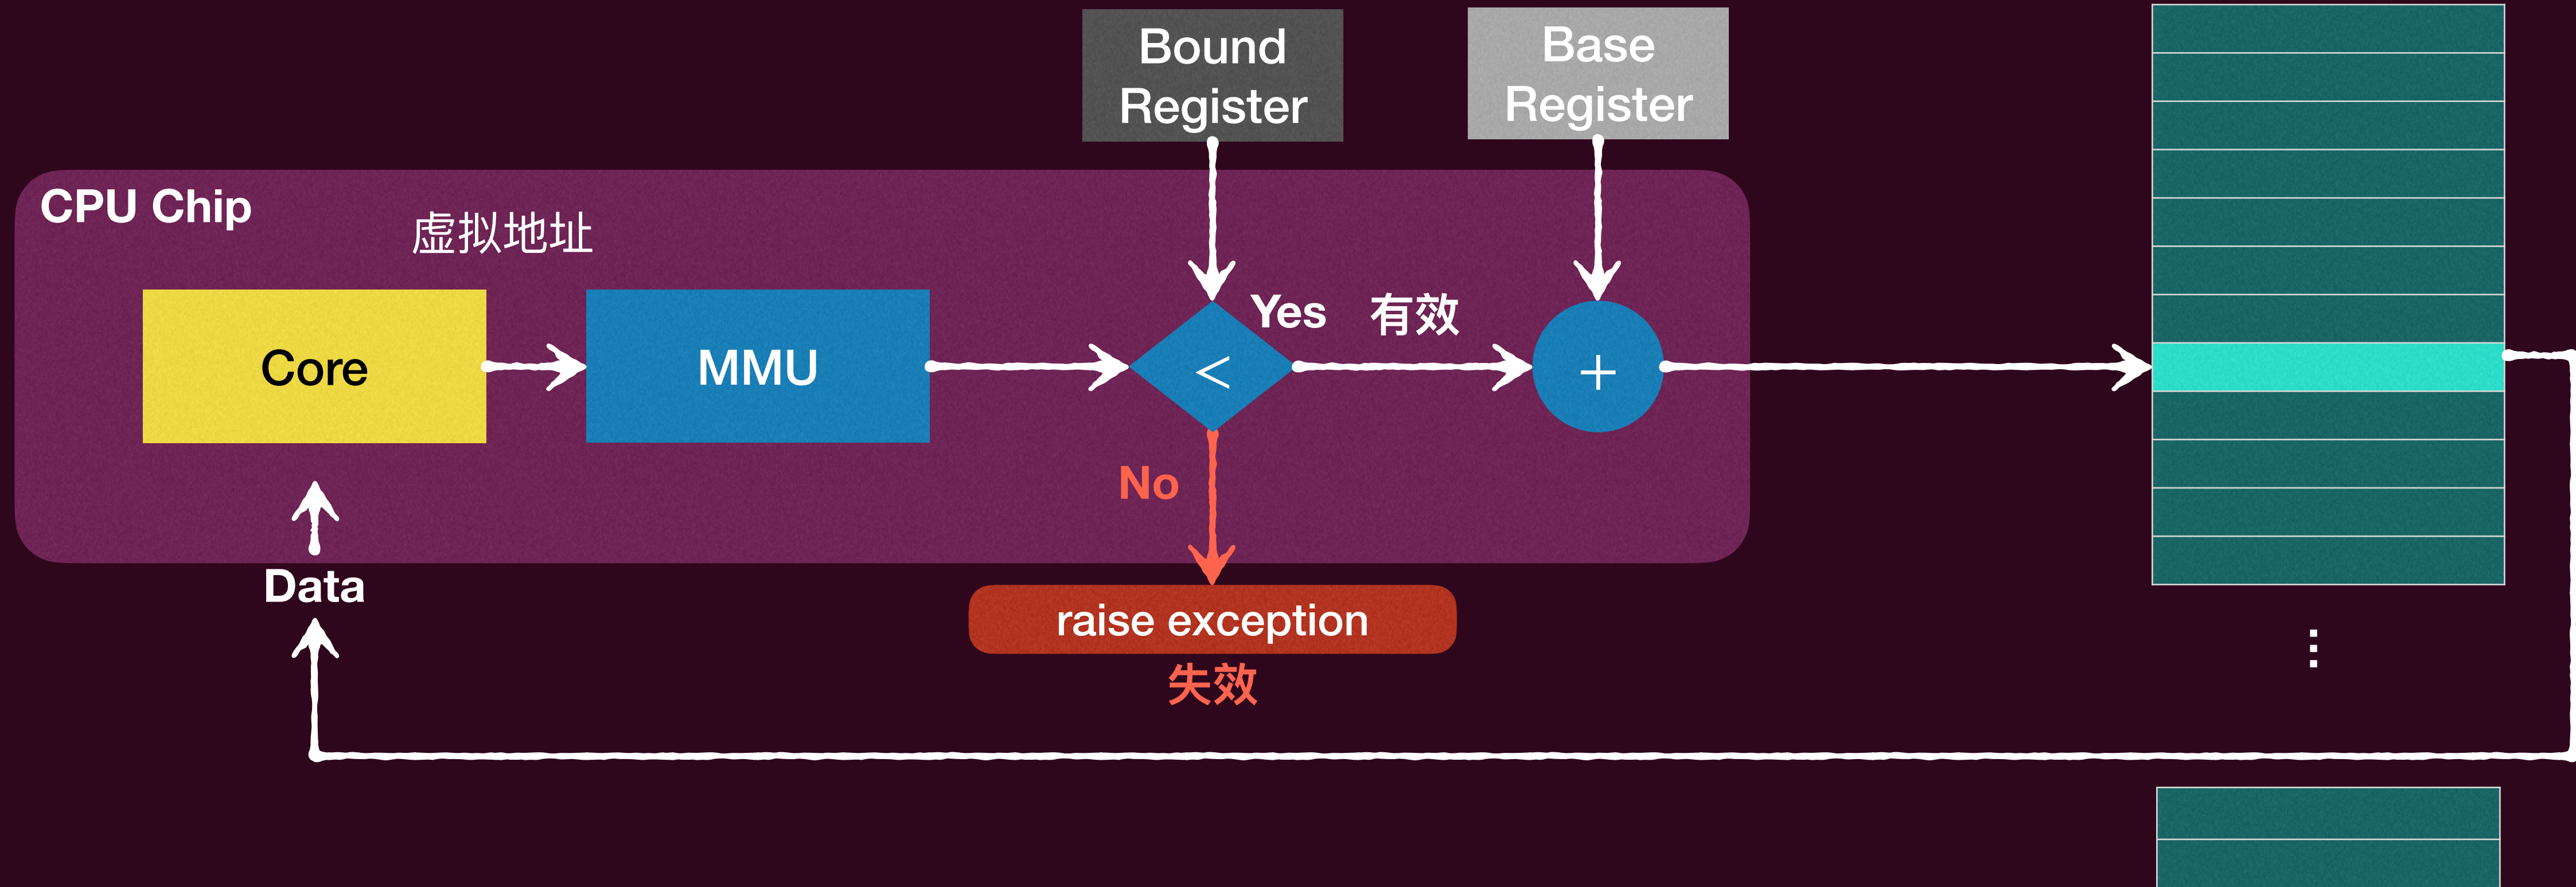 Bound
Register
Base
Register
CPU Chip
虚拟地址
Core
MMU
<
Yes
有效
+
No
Data
raise exception
失效
⋮